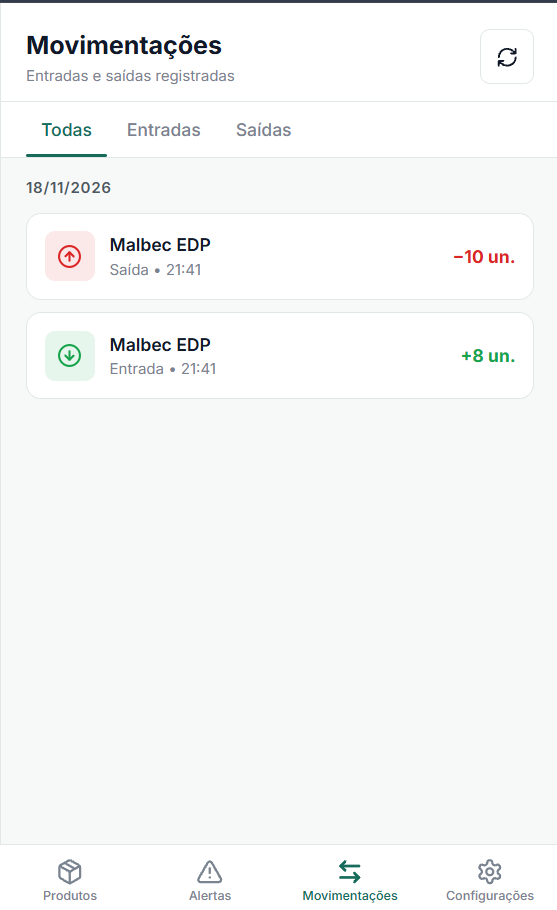 Movimentações
Entradas e saídas registradas
Todas Entradas Saídas
18/11/2026
Malbec EDP
Saída • 21:41
−10 un.
Malbec EDP
Entrada • 21:41
+8 un.
Produtos Alertas Movimentações Configurações